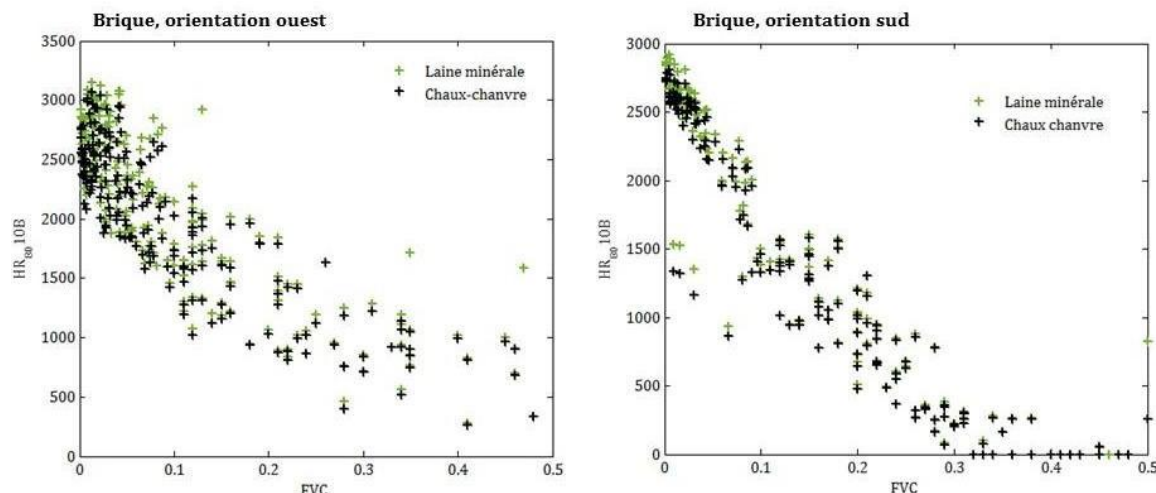 Brique, orientation ouest
3500
3000
2500
2000
1500
1000
500
0
HR₈₀ 10B
Laine minérale
Chaux-chanvre
0 0.1 0.2 0.3 0.4 0.5
FVC
Brique, orientation sud
3000
2500
2000
1500
1000
500
0
HR₈₀ 10B
Laine minérale
Chaux chanvre
0 0.1 0.2 0.3 0.4 0.5
FVC